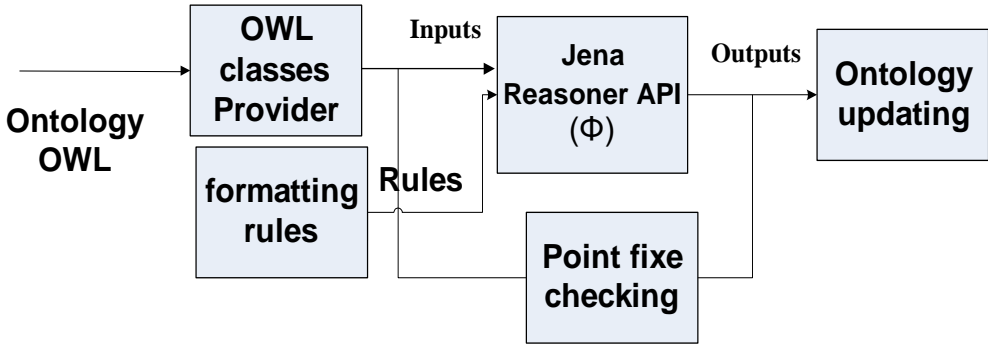 Ontology
OWL
OWL
classes
Provider
formatting
rules
Inputs
Rules
Jena
Reasoner API
(Φ)
Point fixe
checking
Outputs
Ontology
updating